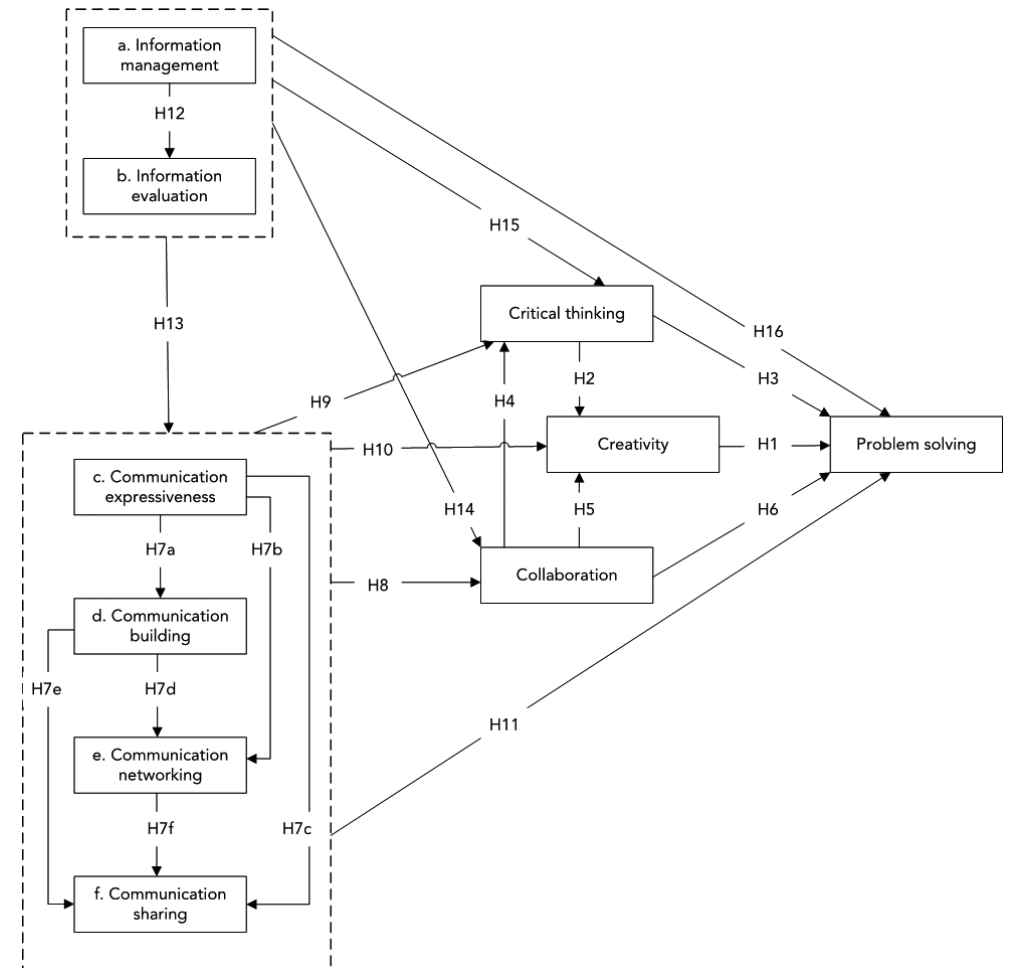 a. Information
management
H12
b. Information
evaluation
H15
Critical thinking
H13
H16
H2
H3
H9
H4
H10
Creativity
H1
Problem solving
c. Communication
expressiveness
H14
H5
H6
H7a
H7b
H8
Collaboration
d. Communication
building
H7e
H7d
H11
e. Communication
networking
H7f
H7c
f. Communication
sharing